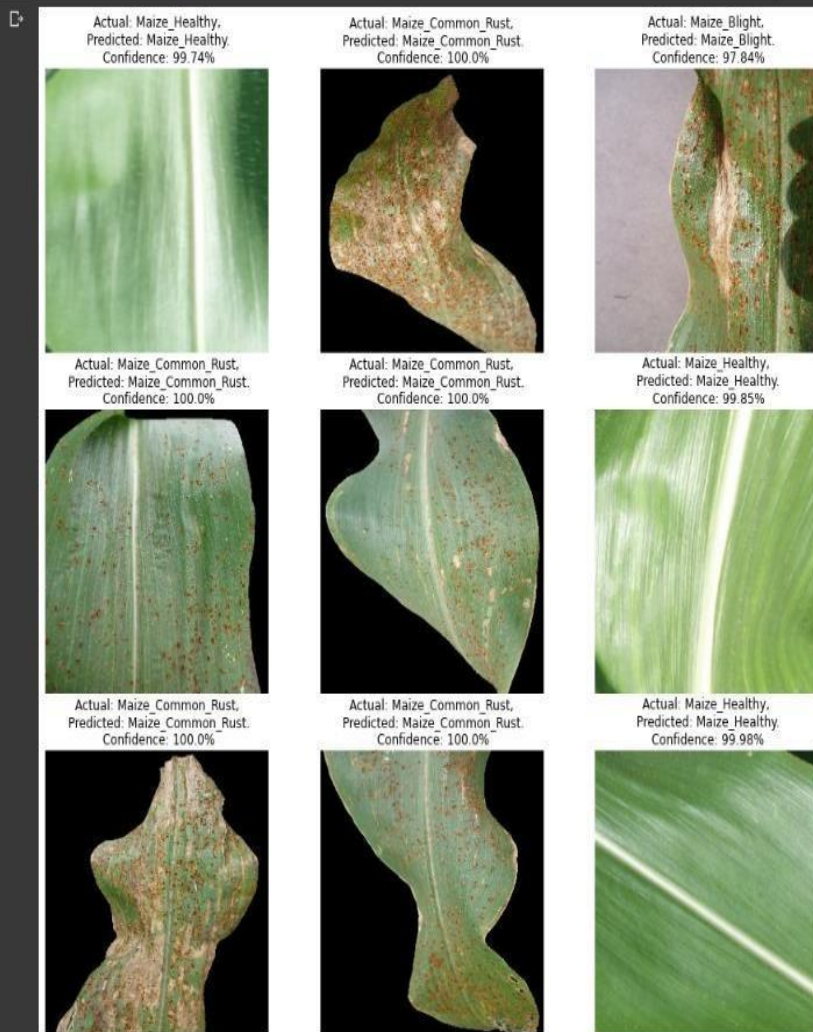 Actual: Maize_Healthy,
Predicted: Maize_Healthy.
Confidence: 99.74%
Actual: Maize_Common_Rust,
Predicted: Maize_Common_Rust.
Confidence: 100.0%
Actual: Maize_Blight,
Predicted: Maize_Blight.
Confidence: 97.84%
Actual: Maize_Common_Rust,
Predicted: Maize_Common_Rust.
Confidence: 100.0%
Actual: Maize_Common_Rust,
Predicted: Maize_Common_Rust.
Confidence: 100.0%
Actual: Maize_Healthy,
Predicted: Maize_Healthy.
Confidence: 99.85%
Actual: Maize_Common_Rust,
Predicted: Maize_Common_Rust.
Confidence: 100.0%
Actual: Maize_Common_Rust,
Predicted: Maize_Common_Rust.
Confidence: 100.0%
Actual: Maize_Healthy,
Predicted: Maize_Healthy.
Confidence: 99.98%